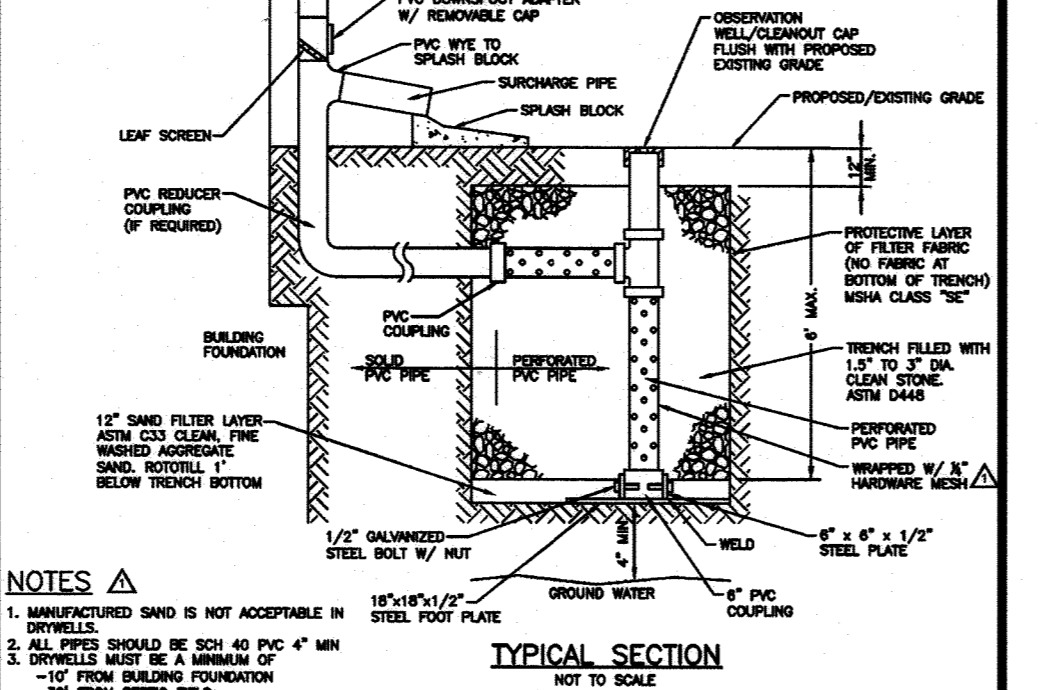 PVC DOWNSPOUT ADAPTER
W/ REMOVABLE CAP
PVC WYE TO
SPLASH BLOCK
SURCHARGE PIPE
SPLASH BLOCK
OBSERVATION
WELL/CLEANOUT CAP
FLUSH WITH PROPOSED
EXISTING GRADE
PROPOSED/EXISTING GRADE
LEAF SCREEN
12" MIN.
PVC REDUCER
COUPLING
(IF REQUIRED)
PROTECTIVE LAYER
OF FILTER FABRIC
(NO FABRIC AT
BOTTOM OF TRENCH)
MSHA CLASS "SE"
6' MAX.
PVC
COUPLING
BUILDING
FOUNDATION
SOLID
PVC PIPE
PERFORATED
PVC PIPE
TRENCH FILLED WITH
1.5" TO 3" DIA.
CLEAN STONE.
ASTM D448
12" SAND FILTER LAYER
ASTM C33 CLEAN, FINE
WASHED AGGREGATE
SAND. ROTOTILL 1'
BELOW TRENCH BOTTOM
PERFORATED
PVC PIPE
WRAPPED W/ ¼"
HARDWARE MESH 1
1/2" GALVANIZED
STEEL BOLT W/ NUT
4" MIN.
WELD
6" x 6" x 1/2"
STEEL PLATE
GROUND WATER
18"x18"x1/2"
STEEL FOOT PLATE
6" PVC
COUPLING
NOTES 1
1. MANUFACTURED SAND IS NOT ACCEPTABLE IN
DRYWELLS.
2. ALL PIPES SHOULD BE SCH 40 PVC 4" MIN
3. DRYWELLS MUST BE A MINIMUM OF
-10' FROM BUILDING FOUNDATION
TYPICAL SECTION
NOT TO SCALE